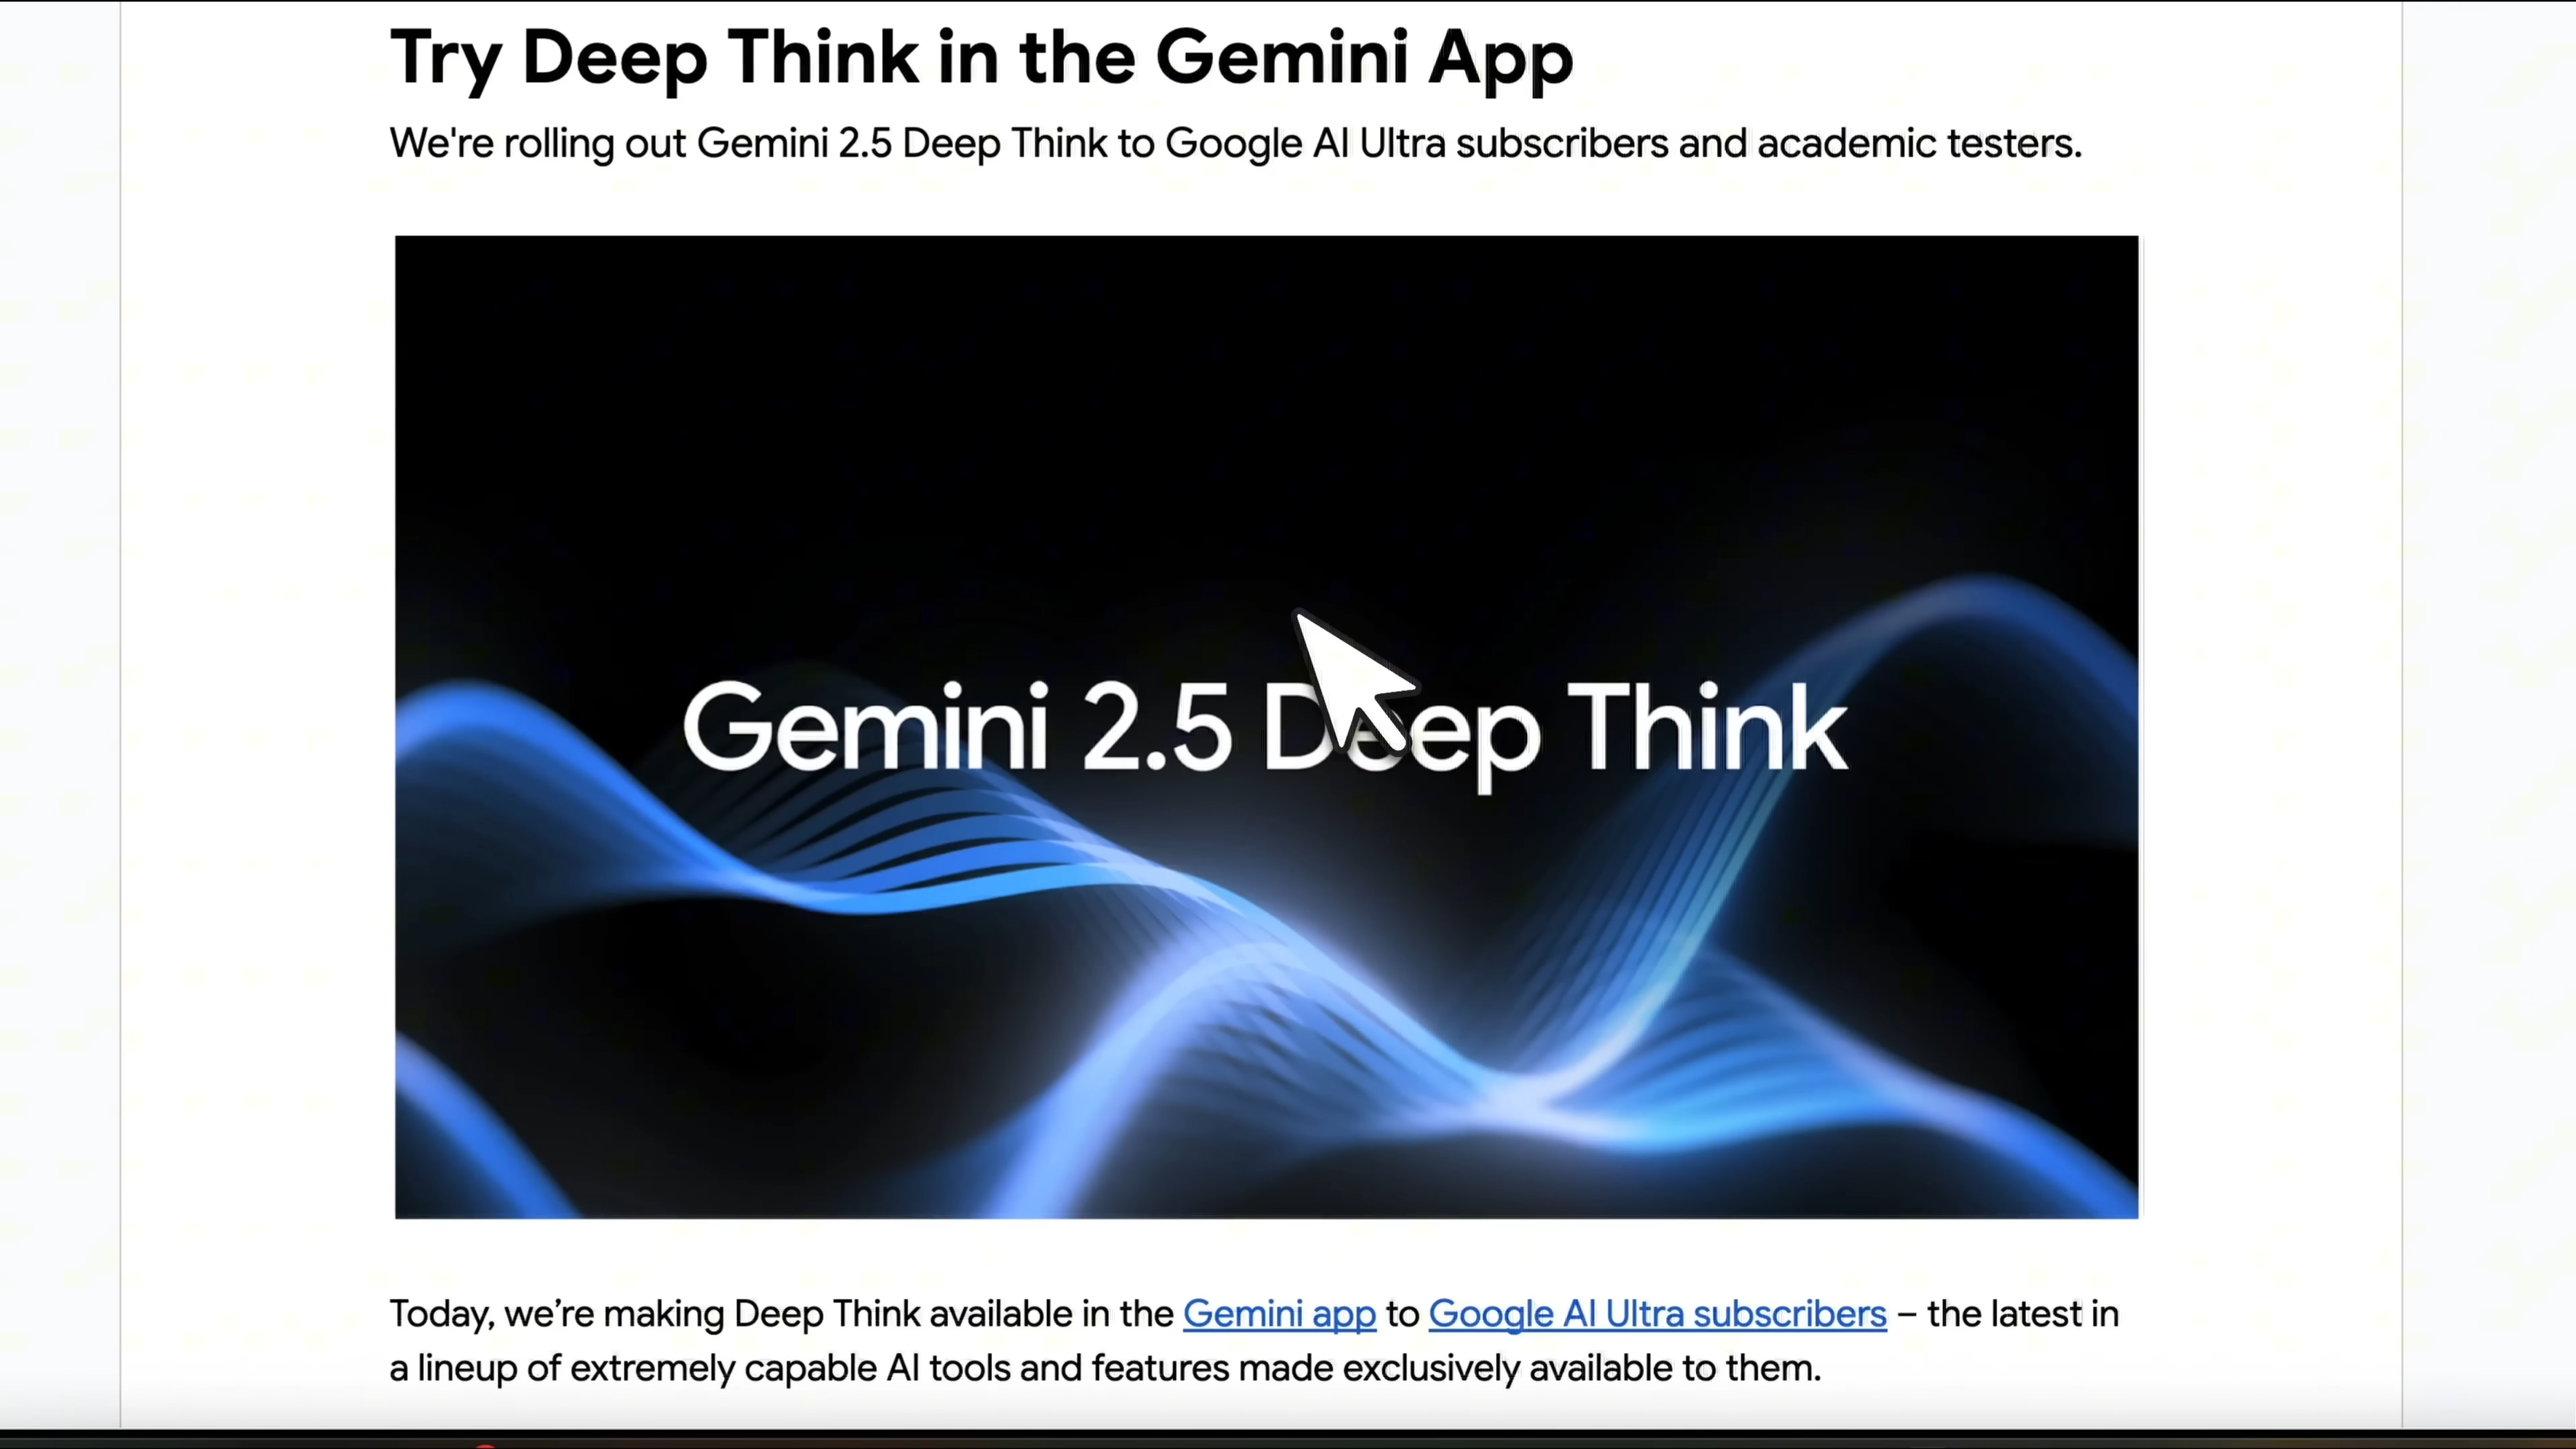 Try Deep Think in the Gemini App
We're rolling out Gemini 2.5 Deep Think to Google AI Ultra subscribers and academic testers.
Gemini 2.5 Deep Think
Today, we’re making Deep Think available in the Gemini app to Google AI Ultra subscribers – the latest in
a lineup of extremely capable AI tools and features made exclusively available to them.